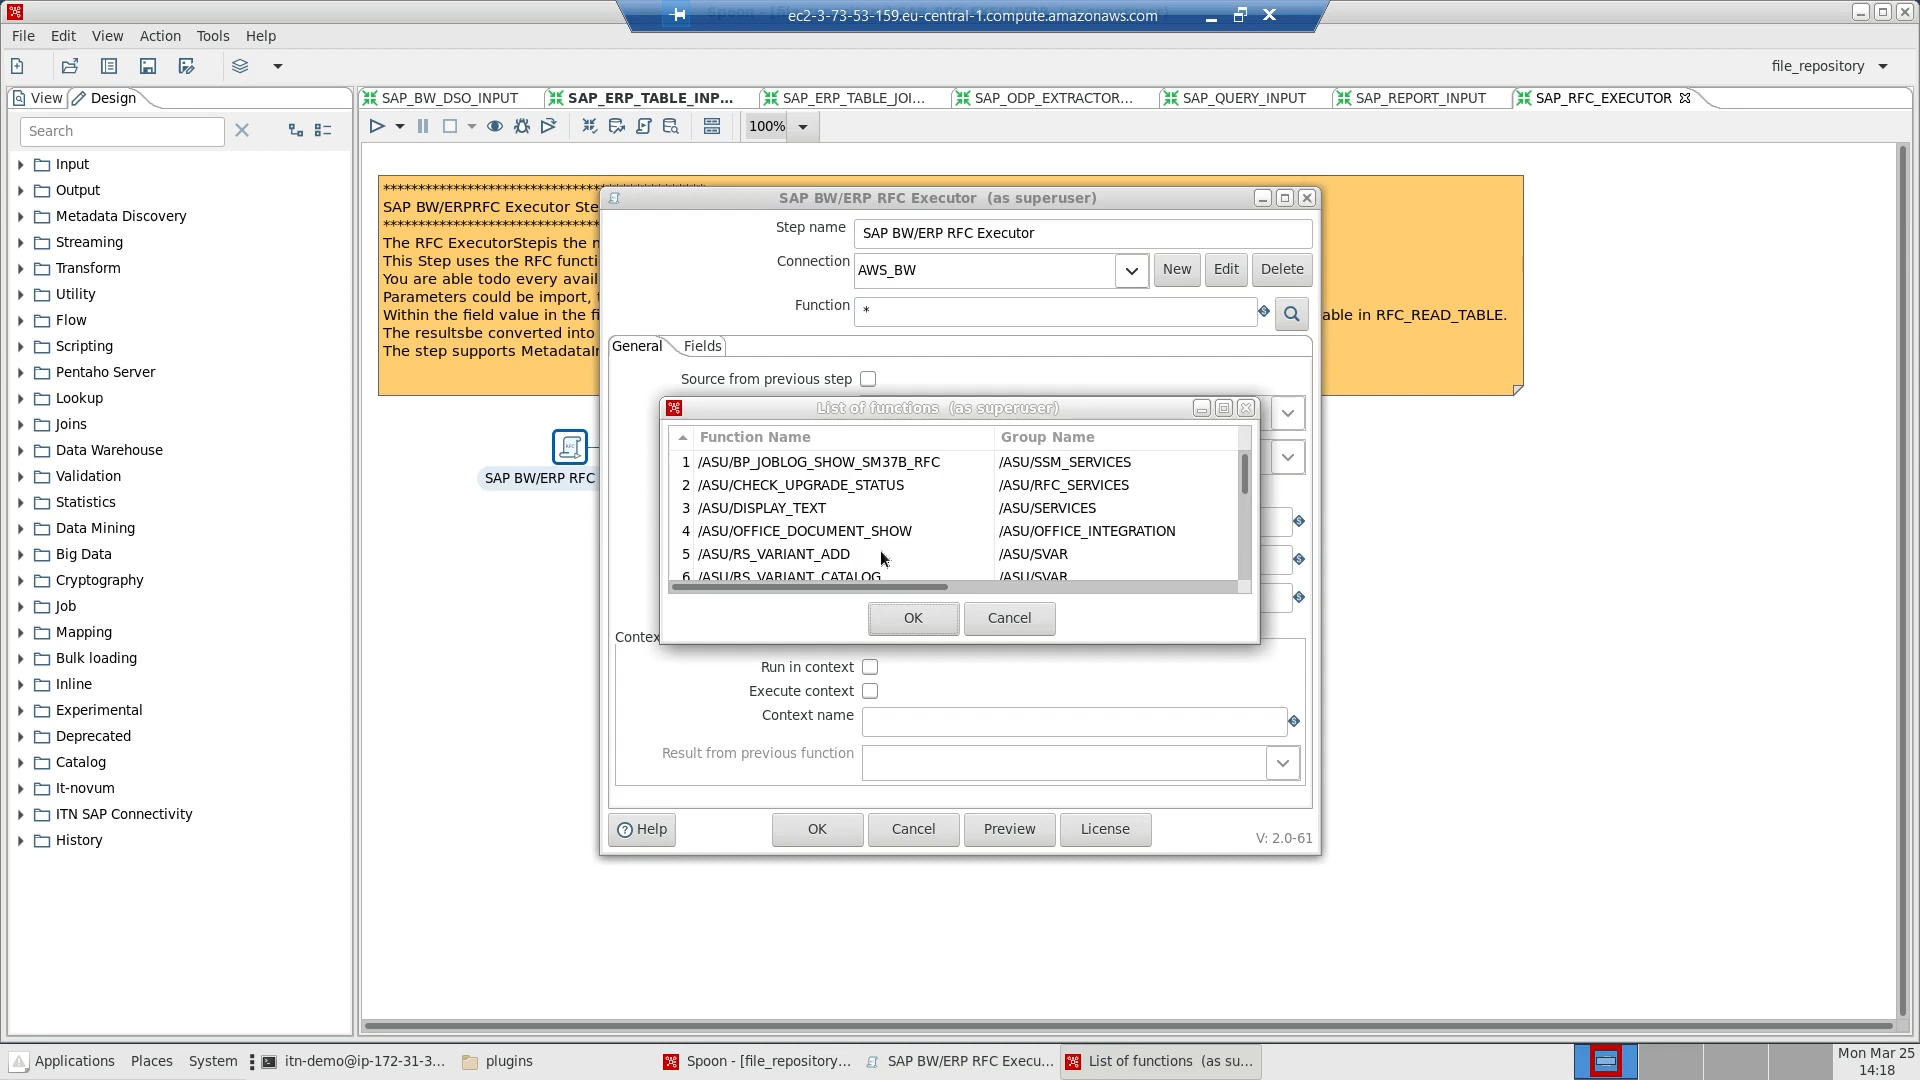 ec2-3-73-53-159.eu-central-1.compute.amazonaws.com
File Edit View Action Tools Help
file_repository
View Design
SAP_BW_DSO_INPUT SAP_ERP_TABLE_INP... SAP_ERP_TABLE_JOI... SAP_ODP_EXTRACTOR... SAP_QUERY_INPUT SAP_REPORT_INPUT SAP_RFC_EXECUTOR
Search
100%
Input
Output
Metadata Discovery
Streaming
Transform
Utility
Flow
Scripting
Pentaho Server
Lookup
Joins
Data Warehouse
Validation
Statistics
Data Mining
Big Data
Cryptography
Job
Mapping
Bulk loading
Inline
Experimental
Deprecated
Catalog
It-novum
ITN SAP Connectivity
History
SAP BW/ERPRFC Executor Ste
The RFC ExecutorStepis the
This Step uses the RFC functi
You are able todo every avail
Parameters could be import,
Within the field value in the fi
able in RFC_READ_TABLE.
The resultsbe converted into
The step supports MetadataI
SAP BW/ERP RFC
SAP BW/ERP RFC Executor (as superuser)
Step name SAP BW/ERP RFC Executor
Connection AWS_BW New Edit Delete
Function *
General Fields
Source from previous step
List of functions (as superuser)
Function Name Group Name
1 /ASU/BP_JOBLOG_SHOW_SM37B_RFC /ASU/SSM_SERVICES
2 /ASU/CHECK_UPGRADE_STATUS /ASU/RFC_SERVICES
3 /ASU/DISPLAY_TEXT /ASU/SERVICES
4 /ASU/OFFICE_DOCUMENT_SHOW /ASU/OFFICE_INTEGRATION
5 /ASU/RS_VARIANT_ADD /ASU/SVAR
6 /ASU/RS_VARIANT_CATALOG /ASU/SVAR
OK Cancel
Contex
Run in context
Execute context
Context name
Result from previous function
Help OK Cancel Preview License V: 2.0-61
Applications Places System itn-demo@ip-172-31-3... plugins Spoon - [file_repository... SAP BW/ERP RFC Execu... List of functions (as su...
Mon Mar 25
14:18